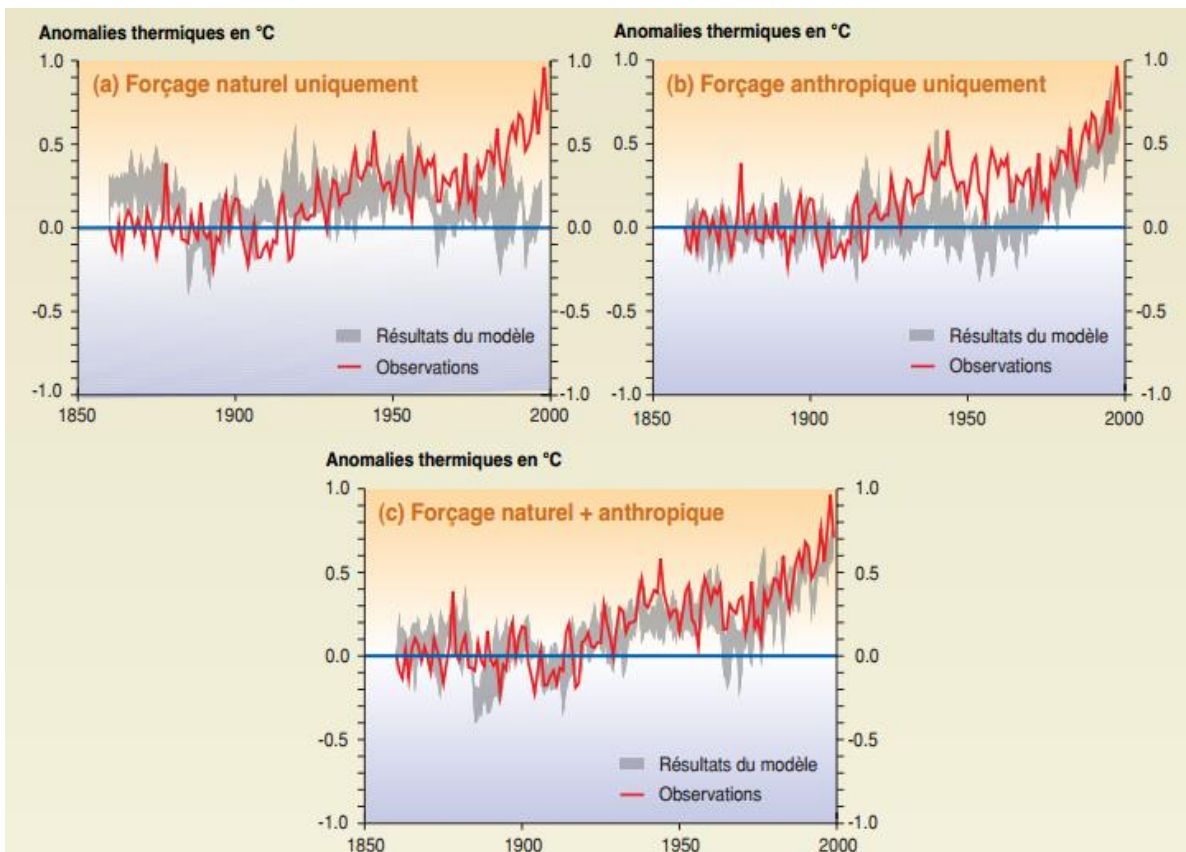 Anomalies thermiques en °C
1.0
0.5
0.0
-0.5
-1.0
(a) Forçage naturel uniquement
Résultats du modèle
Observations
1.0
0.5
0.0
-0.5
-1.0
1850 1900 1950 2000
Anomalies thermiques en °C
1.0
0.5
0.0
-0.5
-1.0
(b) Forçage anthropique uniquement
Résultats du modèle
Observations
1.0
0.5
0.0
-0.5
-1.0
1850 1900 1950 2000
Anomalies thermiques en °C
1.0
0.5
0.0
-0.5
-1.0
(c) Forçage naturel + anthropique
Résultats du modèle
Observations
1.0
0.5
0.0
-0.5
-1.0
1850 1900 1950 2000